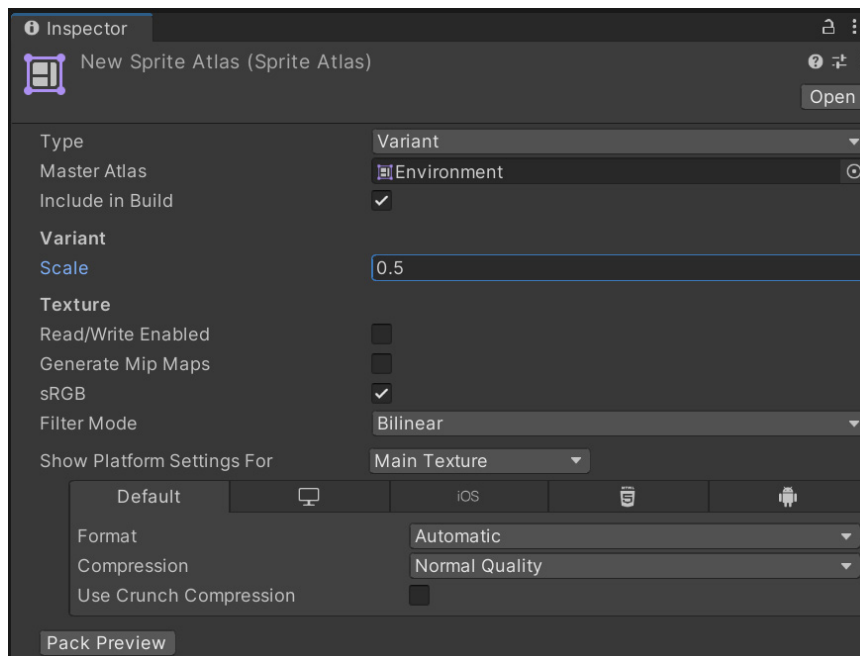 Inspector
New Sprite Atlas (Sprite Atlas)
Open
Type Variant
Master Atlas Environment
Include in Build
Variant
Scale 0.5
Texture
Read/Write Enabled
Generate Mip Maps
sRGB
Filter Mode Bilinear
Show Platform Settings For Main Texture
Default iOS
Format Automatic
Compression Normal Quality
Use Crunch Compression
Pack Preview